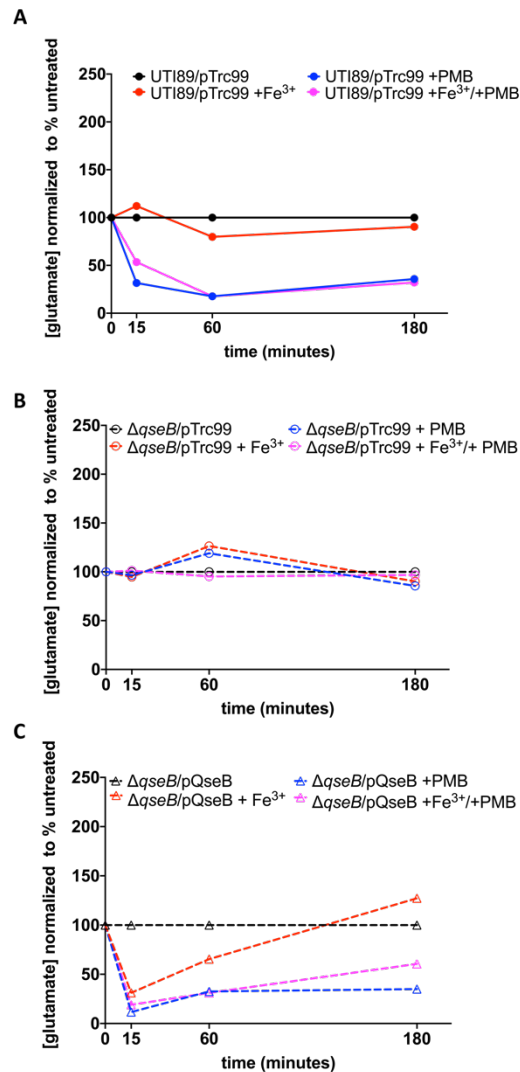 A
UTI89/pTrc99 UTI89/pTrc99 +PMB
UTI89/pTrc99 +Fe³⁺ UTI89/pTrc99 +Fe³⁺/+PMB
[glutamate] normalized to % untreated
250
200
150
100
50
0
0 15 60 180
time (minutes)
B
ΔqseB/pTrc99 ΔqseB/pTrc99 + PMB
ΔqseB/pTrc99 + Fe³⁺ ΔqseB/pTrc99 + Fe³⁺/+ PMB
[glutamate] normalized to % untreated
250
200
150
100
50
0
0 15 60 180
time (minutes)
C
ΔqseB/pQseB ΔqseB/pQseB +PMB
ΔqseB/pQseB + Fe³⁺ ΔqseB/pQseB +Fe³⁺/+PMB
[glutamate] normalized to % untreated
250
200
150
100
50
0
0 15 60 180
time (minutes)